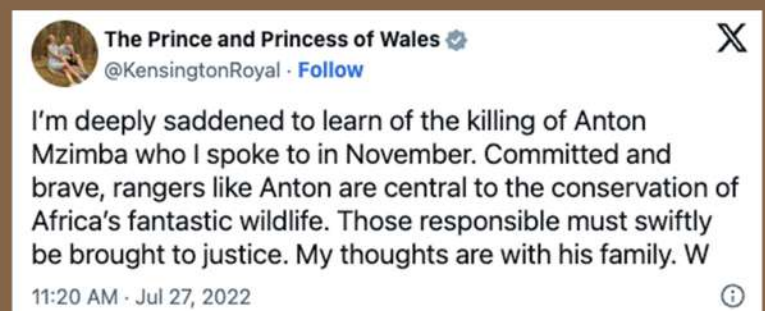 The Prince and Princess of Wales
@KensingtonRoyal · Follow
I'm deeply saddened to learn of the killing of Anton
Mzimba who I spoke to in November. Committed and
brave, rangers like Anton are central to the conservation of
Africa's fantastic wildlife. Those responsible must swiftly
be brought to justice. My thoughts are with his family. W
11:20 AM · Jul 27, 2022